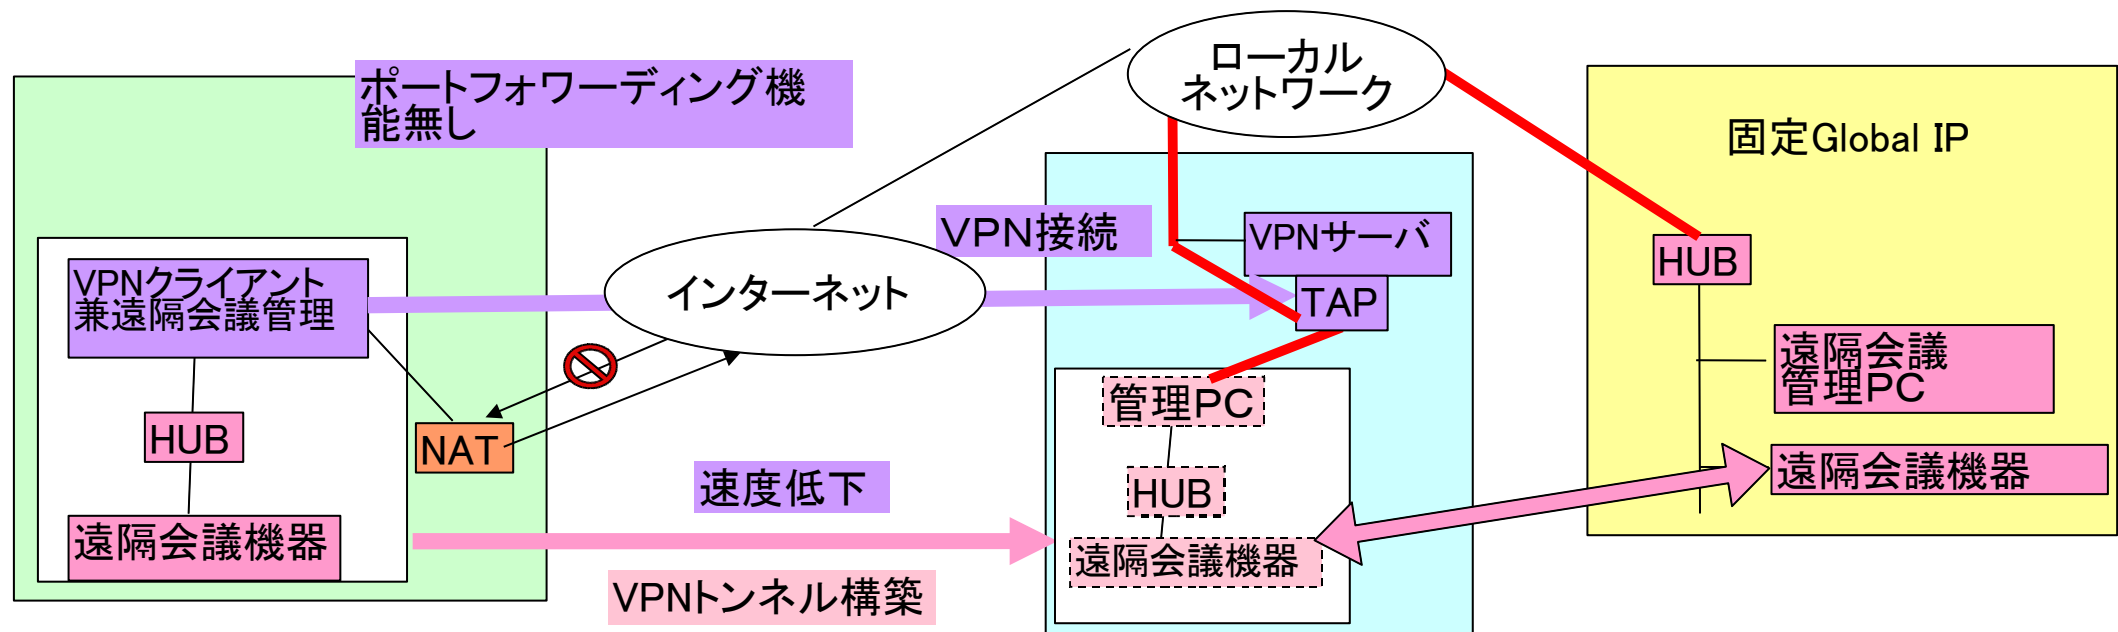 ローカル
ネットワーク
ポートフォワーディング機
能無し
固定Global IP
VPN接続
VPNサーバ
TAP
HUB
VPNクライアント
兼遠隔会議管理
インターネット
遠隔会議
管理PC
管理PC
HUB
NAT
速度低下
HUB
遠隔会議機器
遠隔会議機器
遠隔会議機器
VPNトンネル構築